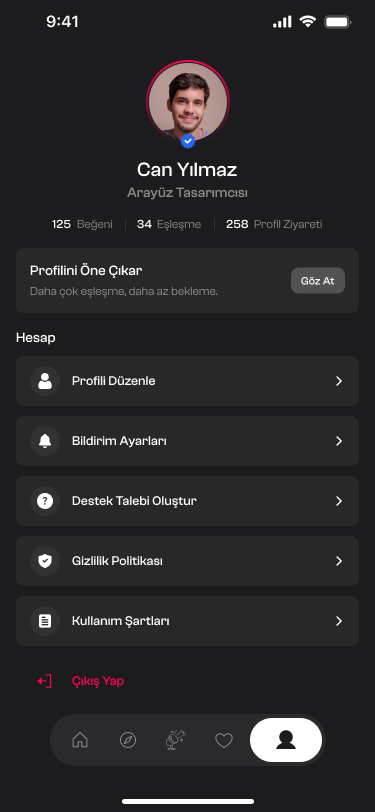 9:41
Can Yılmaz
Arayüz Tasarımcısı
125 Beğeni 34 Eşleşme 258 Profil Ziyareti
Profilini Öne Çıkar
Daha çok eşleşme, daha az bekleme.
Göz At
Hesap
Profili Düzenle
Bildirim Ayarları
Destek Talebi Oluştur
Gizlilik Politikası
Kullanım Şartları
Çıkış Yap